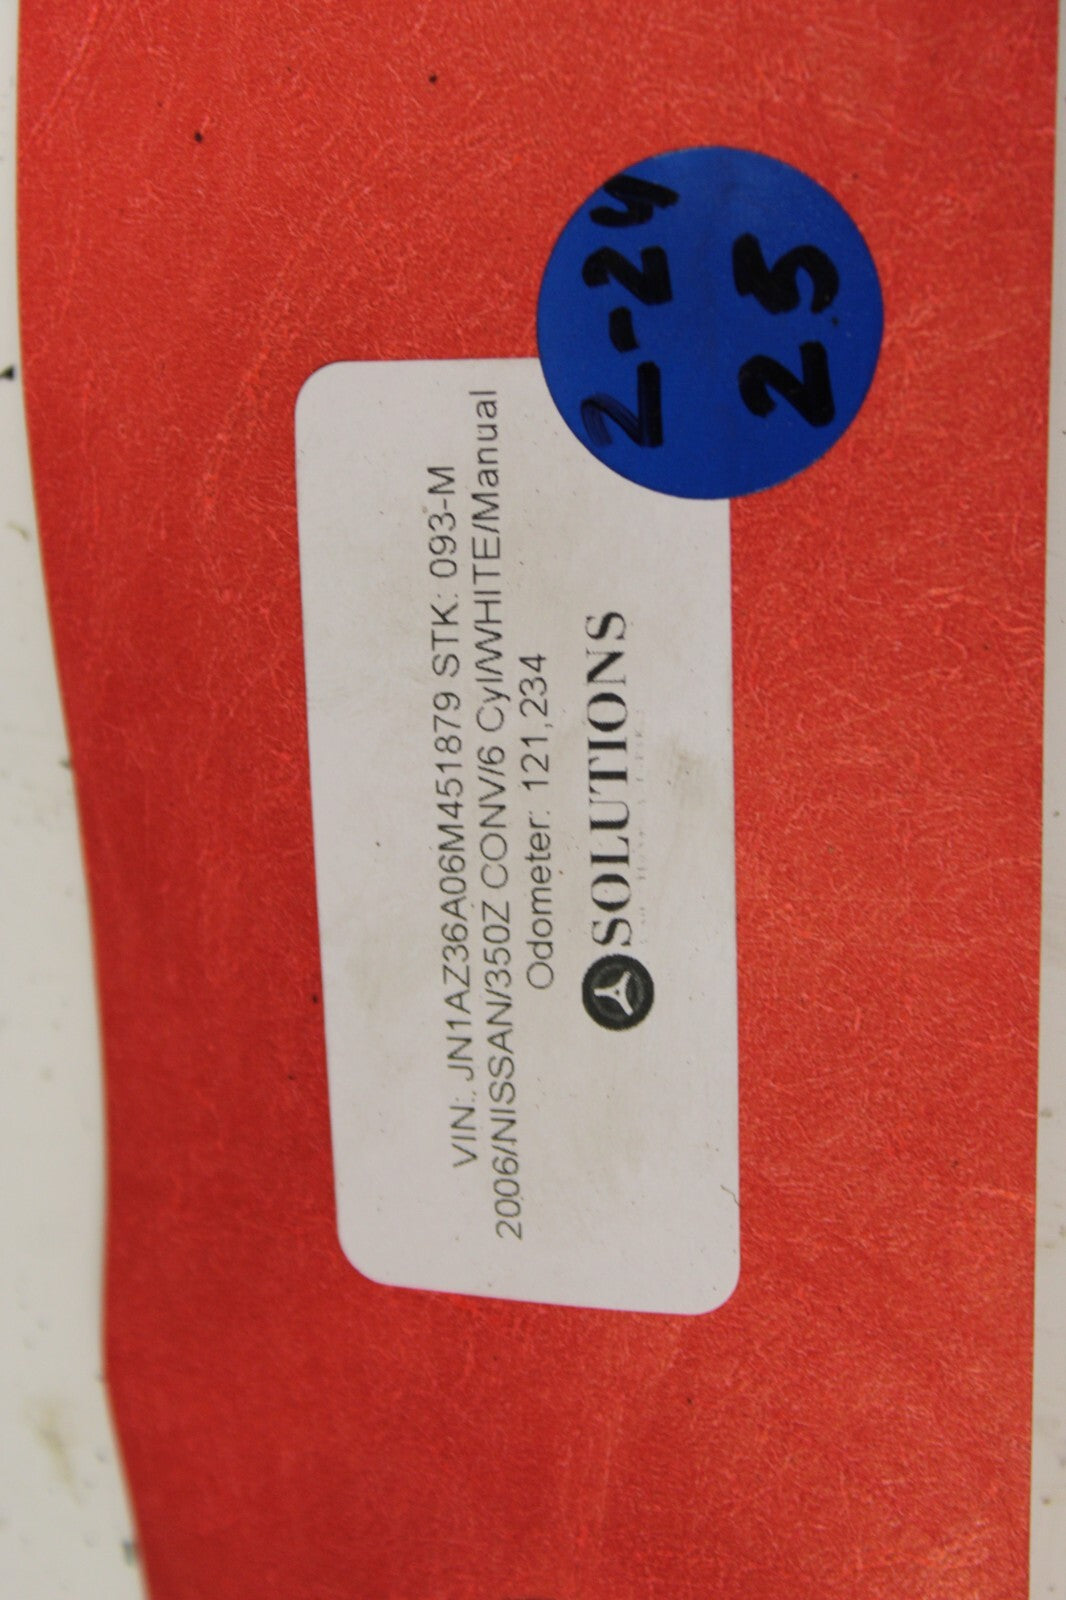 VIN: JN1AZ36A06M451879 STK: 093-M
2006/NISSAN/350Z CONV/6 Cyl/WHITE/Manual
Odometer: 121,234
SOLUTIONS
2-24
25